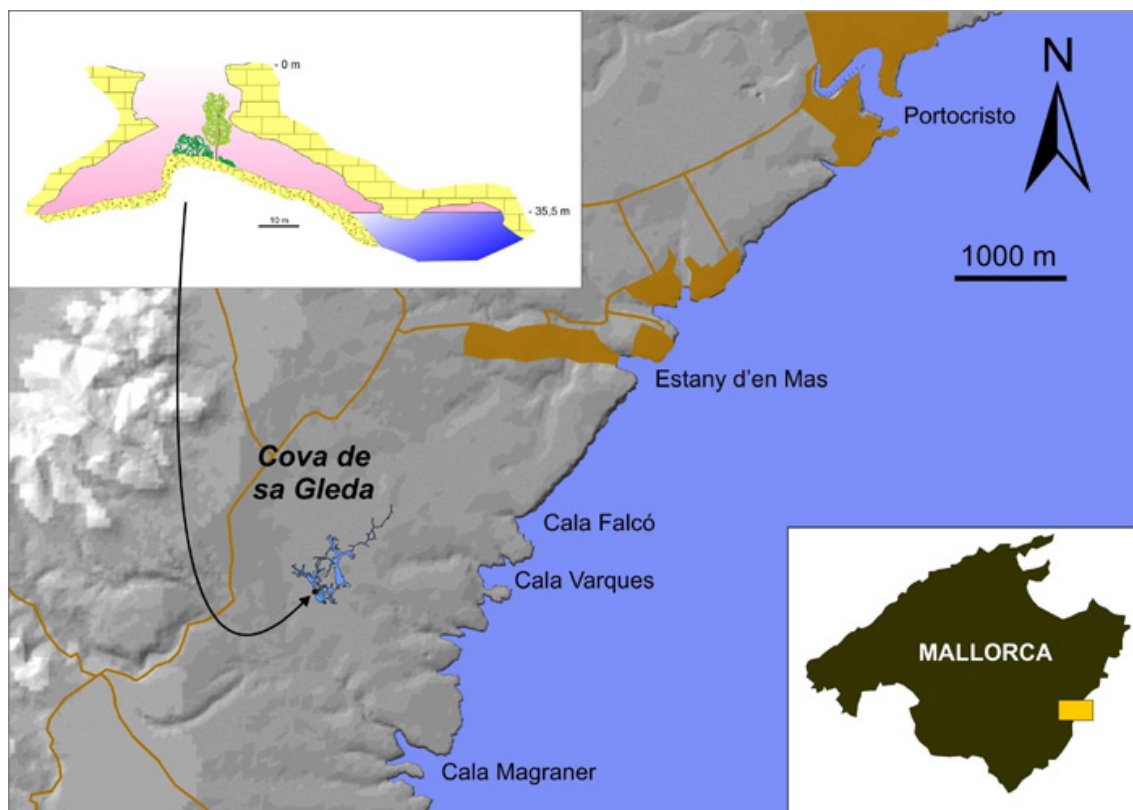 - 0 m
- 35,5 m
10 m
N
Portocristo
1000 m
Estany d'en Mas
Cova de
sa Gleda
Cala Falcó
Cala Varques
Cala Magraner
MALLORCA